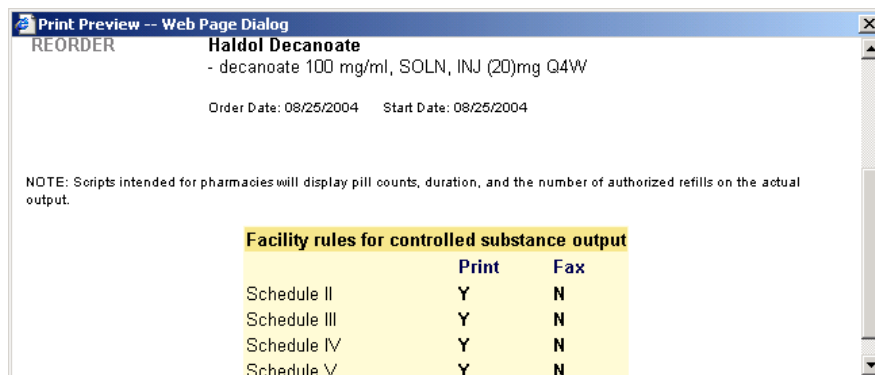 Print Preview -- Web Page Dialog
REORDER Haldol Decanoate
- decanoate 100 mg/ml, SOLN, INJ (20)mg Q4W
Order Date: 08/25/2004 Start Date: 08/25/2004
NOTE: Scripts intended for pharmacies will display pill counts, duration, and the number of authorized refills on the actual
output.
Facility rules for controlled substance output
Print Fax
Schedule II Y N
Schedule III Y N
Schedule IV Y N
Schedule V Y N